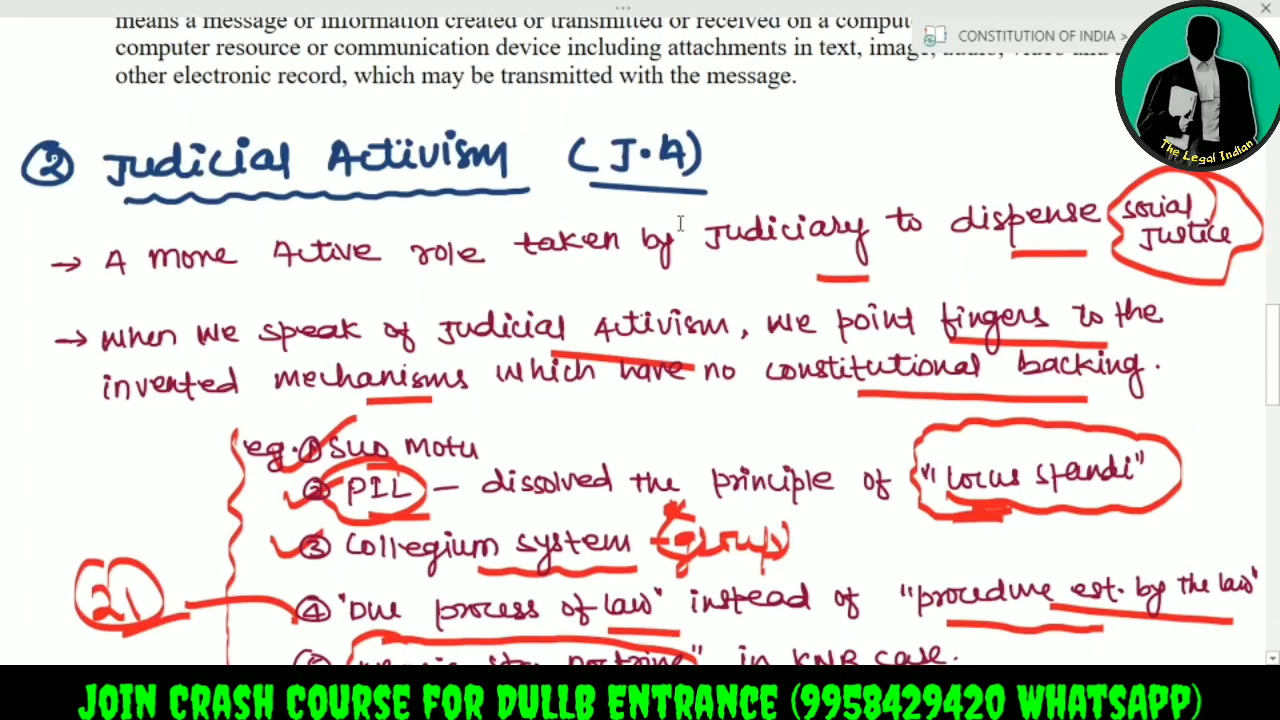 means a message or information created or transmitted or received on a
computer resource or communication device including attachments in text, image,
other electronic record, which may be transmitted with the message.
CONSTITUTION OF INDIA >
The Legal Indian
② Judicial Activism (J.A)
→ A more Active role taken by Judiciary to dispense social Justice
→ when we speak of Judicial Activism, we point fingers to the
invented mechanisms which have no constitutional backing.
eg. ① Suo Motu
② PIL — dissolved the principle of "locus standi"
③ Collegium system - group
21
④ "Due process of law" instead of "procedure est. by the law"
" in KNB case.
JOIN CRASH COURSE FOR DULLB ENTRANCE (9958429420 WHATSAPP)